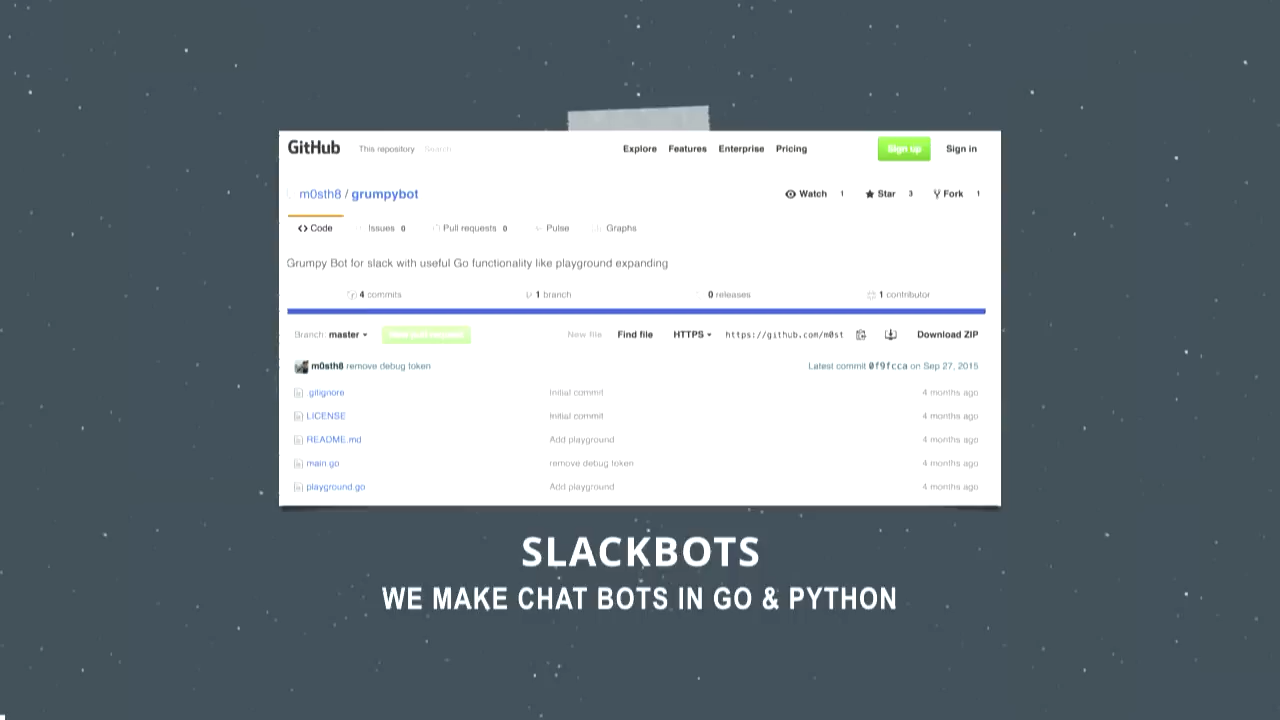 GitHub This repository Search Explore Features Enterprise Pricing Sign up Sign in
m0sth8 / grumpybot Watch 1 Star 3 Fork 1
Code Issues 0 Pull requests 0 Pulse Graphs
Grumpy Bot for slack with useful Go functionality like playground expanding
4 commits 1 branch 0 releases 1 contributor
Branch: master New file Find file HTTPS https://github.com/m0st Download ZIP
m0sth8 remove debug token Latest commit 0f9fcca on Sep 27, 2015
gitignore Initial commit 4 months ago
LICENSE Initial commit 4 months ago
README.md Add playground 4 months ago
main go remove debug token 4 months ago
playground.go Add playground 4 months ago
SLACKBOTS
WE MAKE CHAT BOTS IN GO & PYTHON